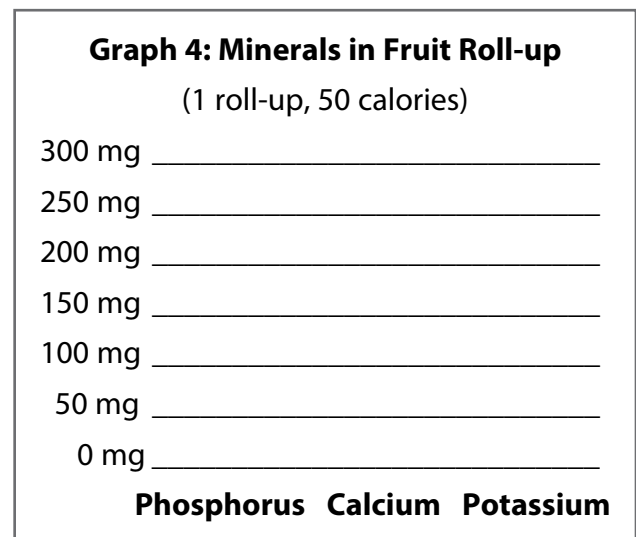 Graph 4: Minerals in Fruit Roll-up
(1 roll-up, 50 calories)
300 mg
250 mg
200 mg
150 mg
100 mg
50 mg
0 mg
Phosphorus Calcium Potassium